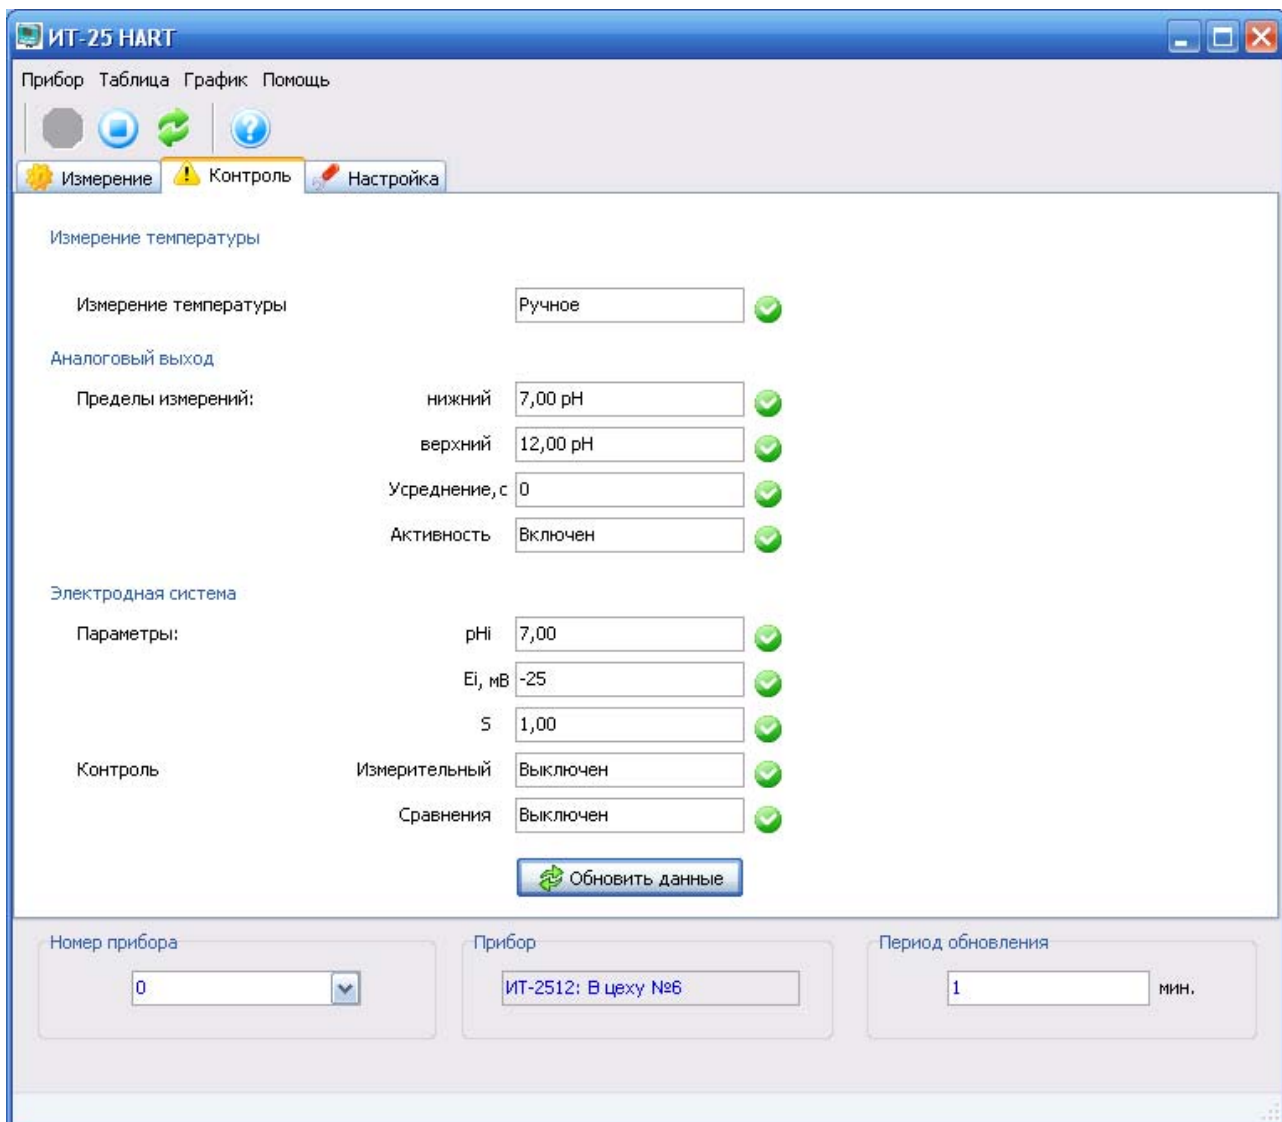 ИТ-25 HART
Прибор Таблица График Помощь
Измерение Контроль Настройка
Измерение температуры
Измерение температуры Ручное
Аналоговый выход
Пределы измерений: нижний 7,00 pH
верхний 12,00 pH
Усреднение,с 0
Активность Включен
Электродная система
Параметры: pHi 7,00
Ei, мВ -25
S 1,00
Контроль Измерительный Выключен
Сравнения Выключен
Обновить данные
Номер прибора Прибор Период обновления
0 ИТ-2512: В цеху №6 1 мин.